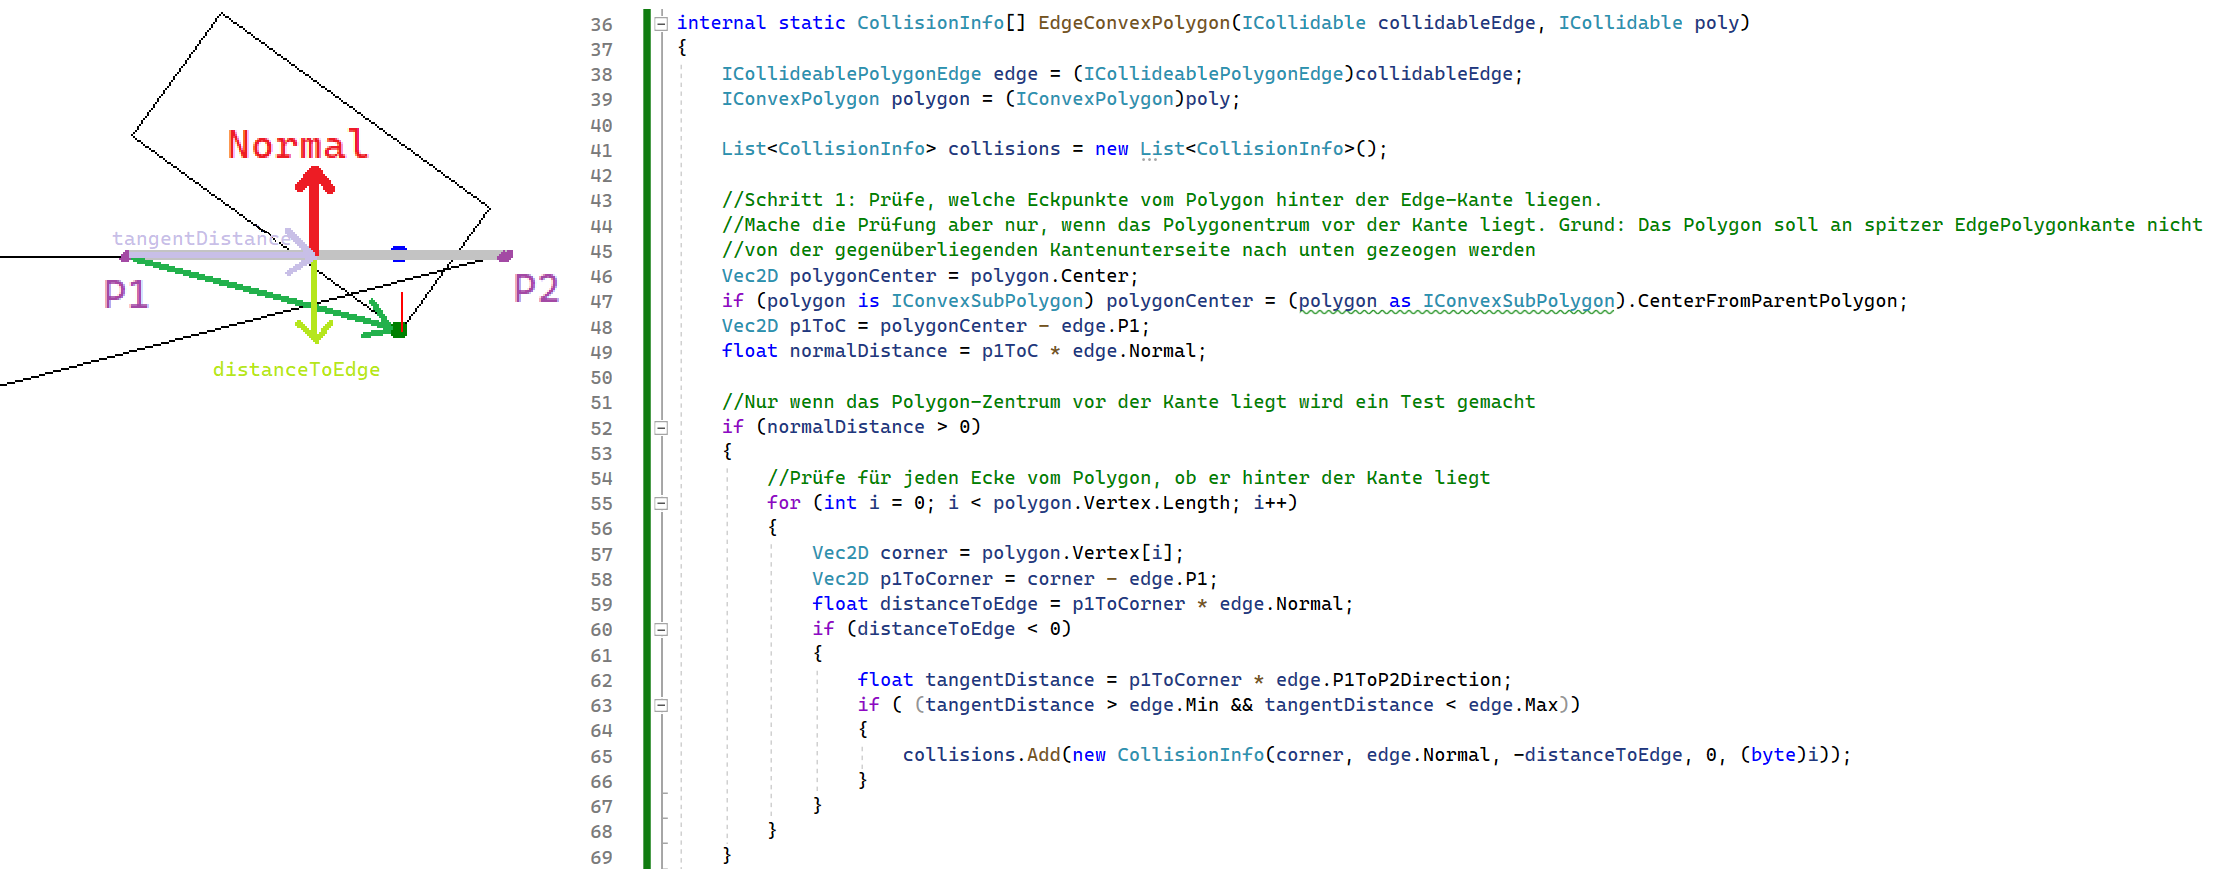 Normal
tangentDistance
P1
P2
distanceToEdge
36 internal static CollisionInfo[] EdgeConvexPolygon(ICollidable collidableEdge, ICollidable poly)
37 {
38 ICollideablePolygonEdge edge = (ICollideablePolygonEdge)collidableEdge;
39 IConvexPolygon polygon = (IConvexPolygon)poly;
40
41 List<CollisionInfo> collisions = new List<CollisionInfo>();
42
43 //Schritt 1: Prüfe, welche Eckpunkte vom Polygon hinter der Edge-Kante liegen.
44 //Mache die Prüfung aber nur, wenn das Polygonentrum vor der Kante liegt. Grund: Das Polygon soll an spitzer EdgePolygonkante nicht
45 //von der gegenüberliegenden Kantenunterseite nach unten gezeogen werden
46 Vec2D polygonCenter = polygon.Center;
47 if (polygon is IConvexSubPolygon) polygonCenter = (polygon as IConvexSubPolygon).CenterFromParentPolygon;
48 Vec2D p1ToC = polygonCenter - edge.P1;
49 float normalDistance = p1ToC * edge.Normal;
50
51 //Nur wenn das Polygon-Zentrum vor der Kante liegt wird ein Test gemacht
52 if (normalDistance > 0)
53 {
54 //Prüfe für jeden Ecke vom Polygon, ob er hinter der Kante liegt
55 for (int i = 0; i < polygon.Vertex.Length; i++)
56 {
57 Vec2D corner = polygon.Vertex[i];
58 Vec2D p1ToCorner = corner - edge.P1;
59 float distanceToEdge = p1ToCorner * edge.Normal;
60 if (distanceToEdge < 0)
61 {
62 float tangentDistance = p1ToCorner * edge.P1ToP2Direction;
63 if ( (tangentDistance > edge.Min && tangentDistance < edge.Max))
64 {
65 collisions.Add(new CollisionInfo(corner, edge.Normal, -distanceToEdge, 0, (byte)i));
66 }
67 }
68 }
69 }